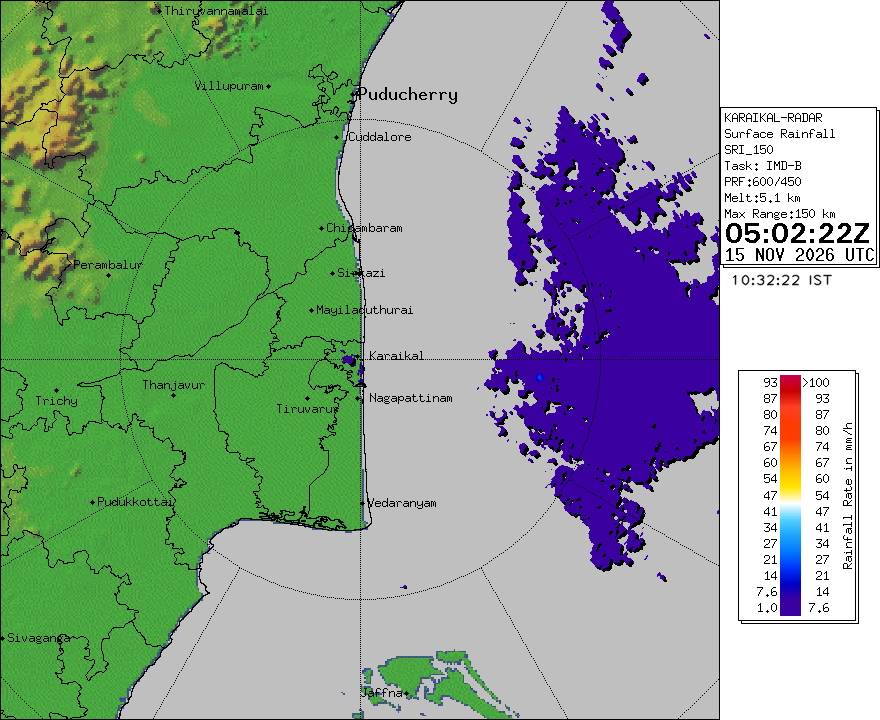 Thiruvannamalai
Villupuram
Puducherry
Cuddalore
Chidambaram
Perambalur
Sirkazi
Mayiladuthurai
Karaikal
Thanjavur
Trichy
Tiruvarur
Nagapattinam
Pudukkottai
Vedaranyam
Sivaganga
Jaffna
KARAIKAL-RADAR
Surface Rainfall
SRI_150
Task: IMD-B
PRF:600/450
Melt:5.1 km
Max Range:150 km
05:02:22Z
15 NOV 2026 UTC
10:32:22 IST
93 >100
87 93
80 87
74 80
67 74
60 67
54 60
47 54
41 47
34 41
27 34
21 27
14 21
7.6 14
1.0 7.6
Rainfall Rate in mm/h